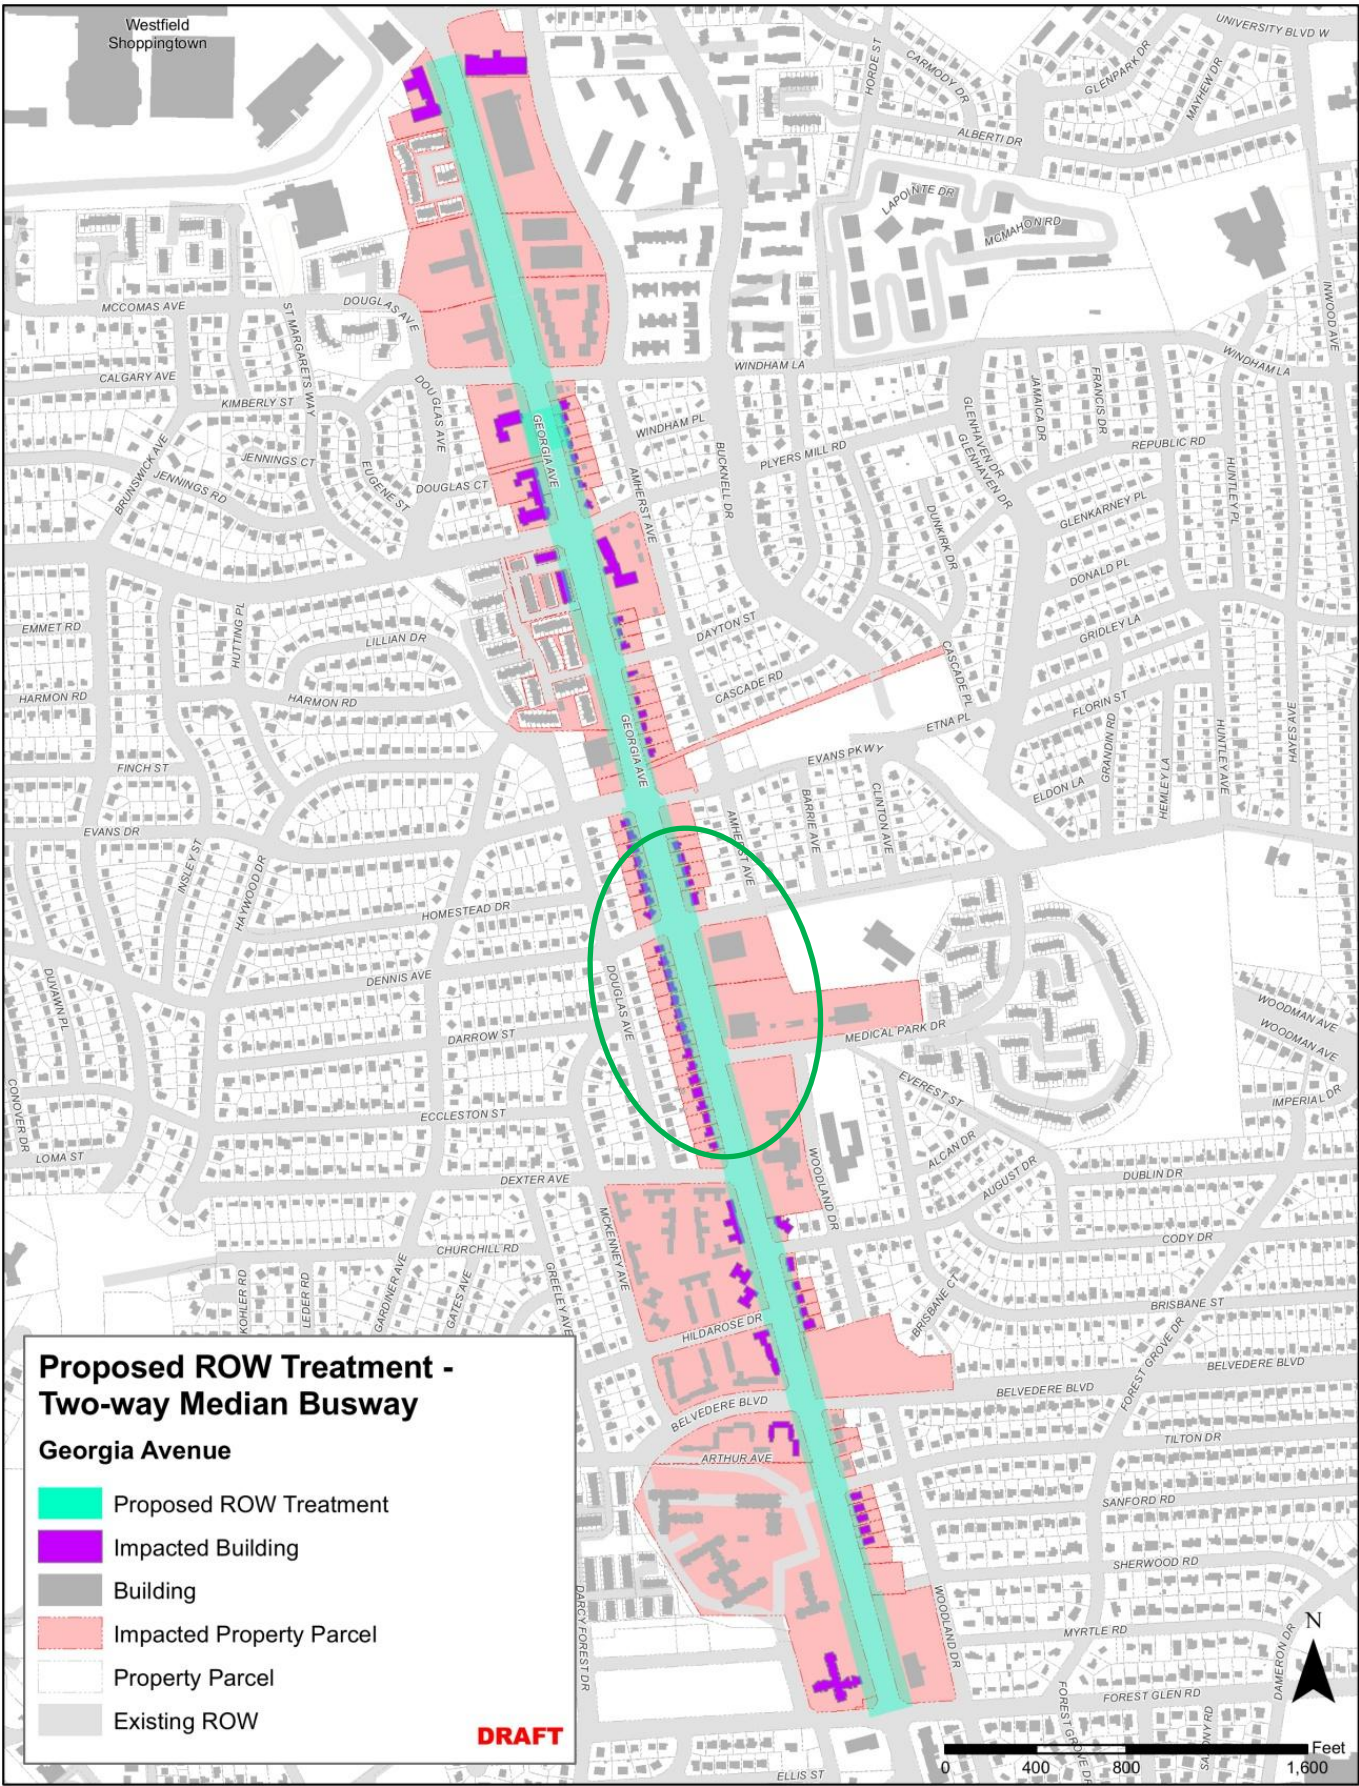 Westfield
Shoppingtown
UNIVERSITY BLVD W
HORDE ST
CARMODY DR
GLENPARK DR
MAYHEW DR
ALBERTI DR
LAPOINTE DR
MCMAHON RD
INWOOD AVE
MCCOMAS AVE
ST MARGARETS WAY
DOUGLAS AVE
WINDHAM LA
WINDHAM LA
CALGARY AVE
KIMBERLY ST
DOUGLAS AVE
GEORGIA AVE
WINDHAM PL
BUCKNELL DR
PLYERS MILL RD
GLENHAVEN DR
GLENHAVEN DR
JAMAICA DR
FRANCIS DR
REPUBLIC RD
BRUNSWICK AVE
JENNINGS CT
JENNINGS RD
EUGENE ST
DOUGLAS CT
AMHERST AVE
DUNKIRK DR
GLENKARNEY PL
HUNTLEY PL
DONALD PL
EMMET RD
HUTTING PL
LILLIAN DR
DAYTON ST
GRIDLEY LA
HARMON RD
HARMON RD
CASCADE RD
CASCADE PL
FLORIN ST
GEORGIA AVE
ETNA PL
GRANDIN RD
HUNTLEY AVE
HAYES AVE
FINCH ST
EVANS PKWY
ELDON LA
HEMLEY LA
EVANS DR
INSLEY ST
HAYWOOD DR
AMHERST AVE
BARRIE AVE
CLINTON AVE
HOMESTEAD DR
DUVAWN PL
DENNIS AVE
DOUGLAS AVE
DARROW ST
MEDICAL PARK DR
WOODMAN AVE
WOODMAN AVE
CONOVER DR
ECCLESTON ST
EVEREST ST
IMPERIAL DR
LOMA ST
ALCAN DR
AUGUST DR
DEXTER AVE
WOODLAND DR
DUBLIN DR
MCKENNEY AVE
CHURCHILL RD
CODY DR
KOHLER RD
LEDER RD
GARDINER AVE
GATES AVE
GREELEY AVE
BRISBANE CT
BRISBANE ST
HILDAROSE DR
FOREST GROVE DR
BELVEDERE BLVD
BELVEDERE BLVD
BELVEDERE BLVD
TILTON DR
ARTHUR AVE
SANFORD RD
SHERWOOD RD
DARCY FOREST DR
WOODLAND DR
MYRTLE RD
DAMERON DR
FOREST GROVE DR
FOREST GLEN RD
SAXONY RD
ELLIS ST
N
Feet
0 400 800 1,600
Proposed ROW Treatment -
Two-way Median Busway
Georgia Avenue
Proposed ROW Treatment
Impacted Building
Building
Impacted Property Parcel
Property Parcel
Existing ROW
DRAFT